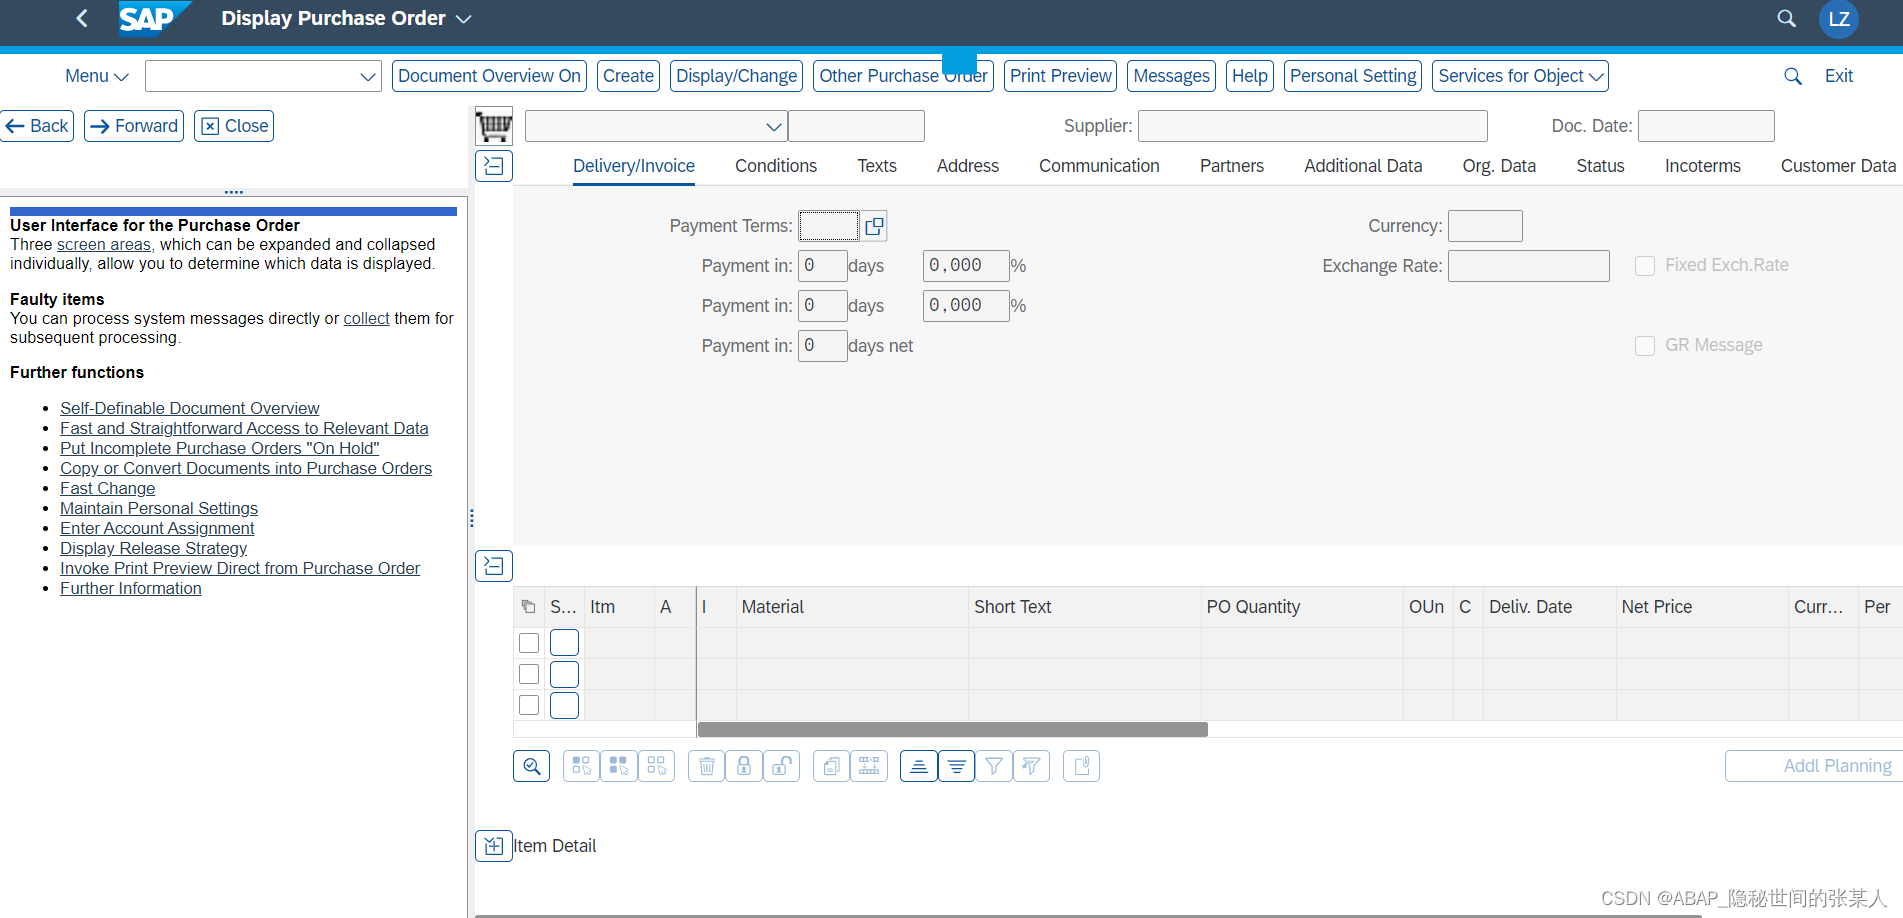 SAP Display Purchase Order LZ
Menu Document Overview On Create Display/Change Other Purchase Order Print Preview Messages Help Personal Setting Services for Object Exit
Back Forward Close
Supplier: Doc. Date:
Delivery/Invoice Conditions Texts Address Communication Partners Additional Data Org. Data Status Incoterms Customer Data
User Interface for the Purchase Order
Three screen areas, which can be expanded and collapsed
individually, allow you to determine which data is displayed.
Faulty items
You can process system messages directly or collect them for
subsequent processing.
Further functions
• Self-Definable Document Overview
• Fast and Straightforward Access to Relevant Data
• Put Incomplete Purchase Orders "On Hold"
• Copy or Convert Documents into Purchase Orders
• Fast Change
• Maintain Personal Settings
• Enter Account Assignment
• Display Release Strategy
• Invoke Print Preview Direct from Purchase Order
• Further Information
Payment Terms: Currency:
Payment in: 0 days 0,000 % Exchange Rate: Fixed Exch.Rate
Payment in: 0 days 0,000 %
Payment in: 0 days net GR Message
S... Itm A I Material Short Text PO Quantity OUn C Deliv. Date Net Price Curr... Per
Addl Planning
Item Detail
CSDN @ABAP_隐秘世间的张某人